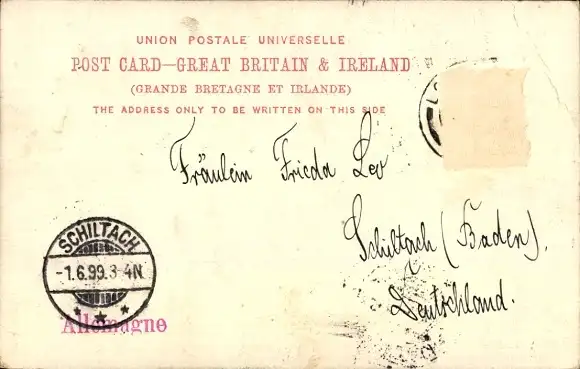 UNION POSTALE UNIVERSELLE
POST CARD—GREAT BRITAIN & IRELAND
(GRANDE BRETAGNE ET IRLANDE)
THE ADDRESS ONLY TO BE WRITTEN ON THIS SIDE
Fräulein Frieda Leo
Schiltach (Baden).
Deutschland.
SCHILTACH
-1.6.99.3-4N
Allemagne